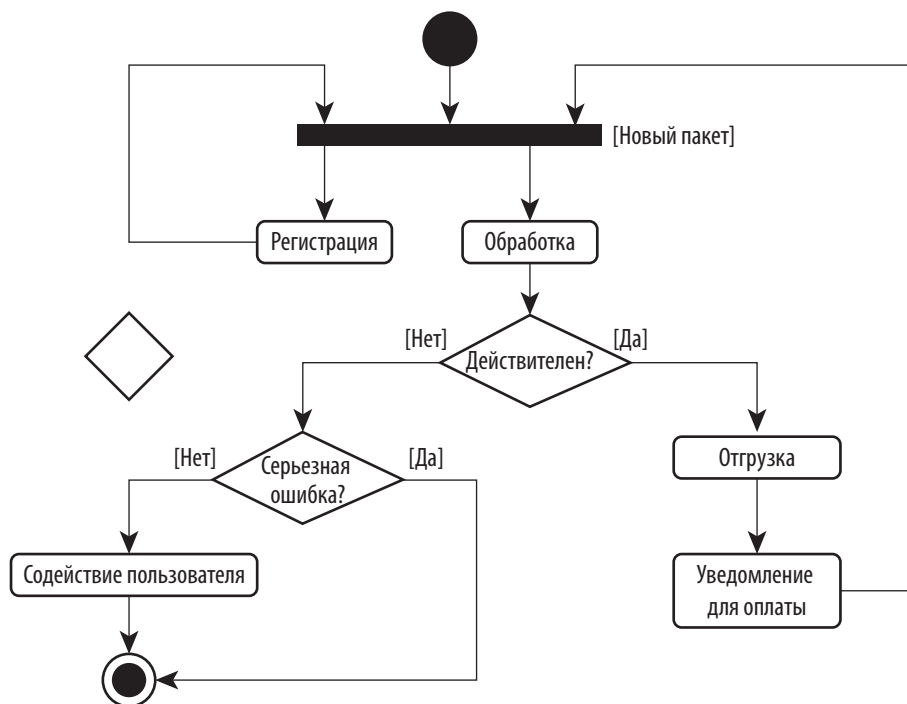 [Новый пакет]
Регистрация
Обработка
[Нет]
Действителен?
[Да]
[Нет]
Серьезная
ошибка?
[Да]
Отгрузка
Содействие пользователя
Уведомление
для оплаты